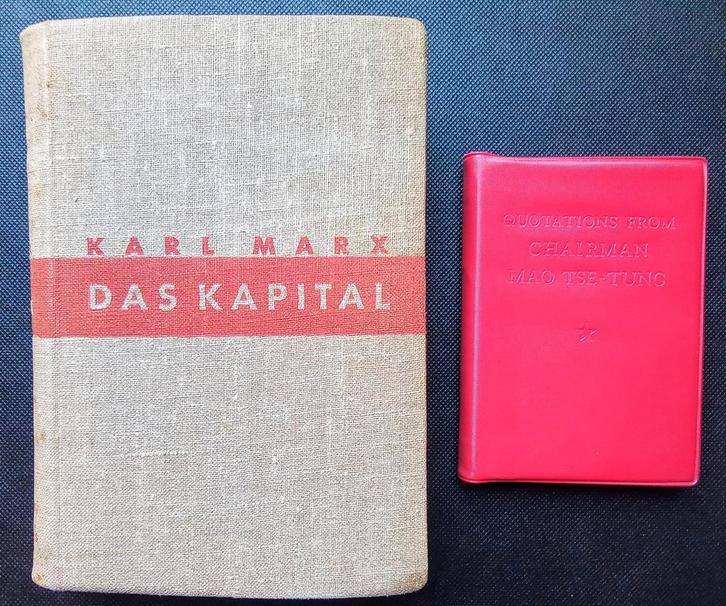 KARL MARX
DAS KAPITAL
QUOTATIONS FROM
CHAIRMAN
MAO TSE-TUNG